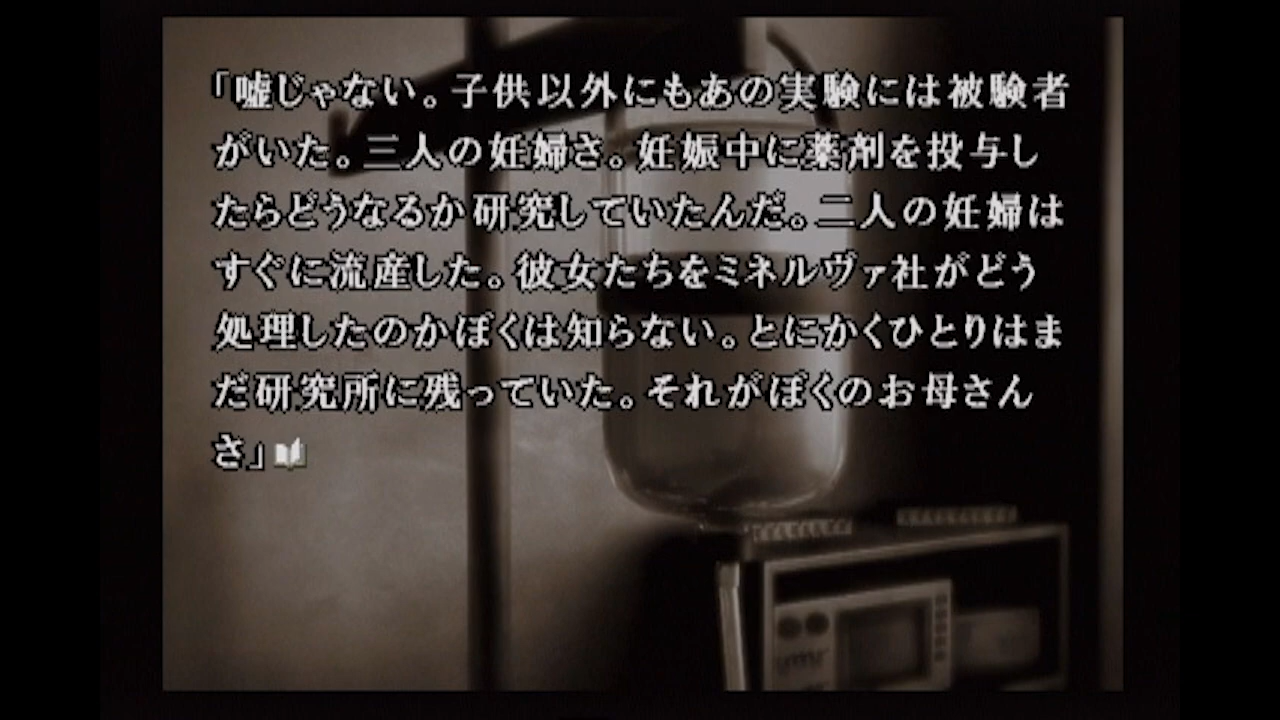 「嘘じゃない。子供以外にもあの実験には被験者
がいた。三人の妊婦さ。妊娠中に薬剤を投与し
たらどうなるか研究していたんだ。二人の妊婦は
すぐに流産した。彼女たちをミネルヴァ社がどう
処理したのかぼくは知らない。とにかくひとりはま
だ研究所に残っていた。それがぼくのお母さん
さ」